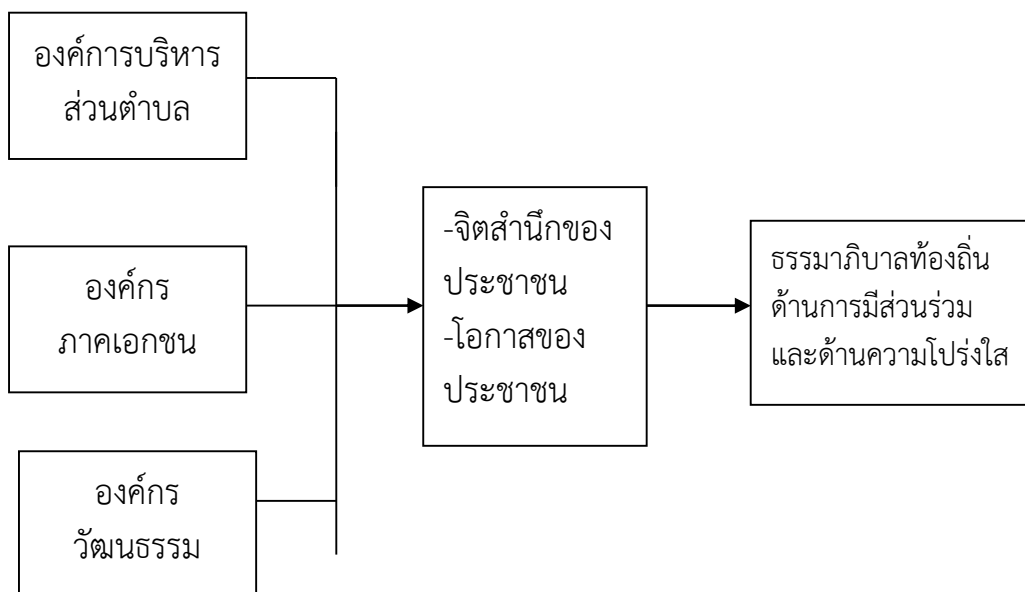 องค์การบริหาร
ส่วนตำบล
องค์กร
ภาคเอกชน
องค์กร
วัฒนธรรม
-จิตสำนึกของ
ประชาชน
-โอกาสของ
ประชาชน
ธรรมาภิบาลท้องถิ่น
ด้านการมีส่วนร่วม
และด้านความโปร่งใส